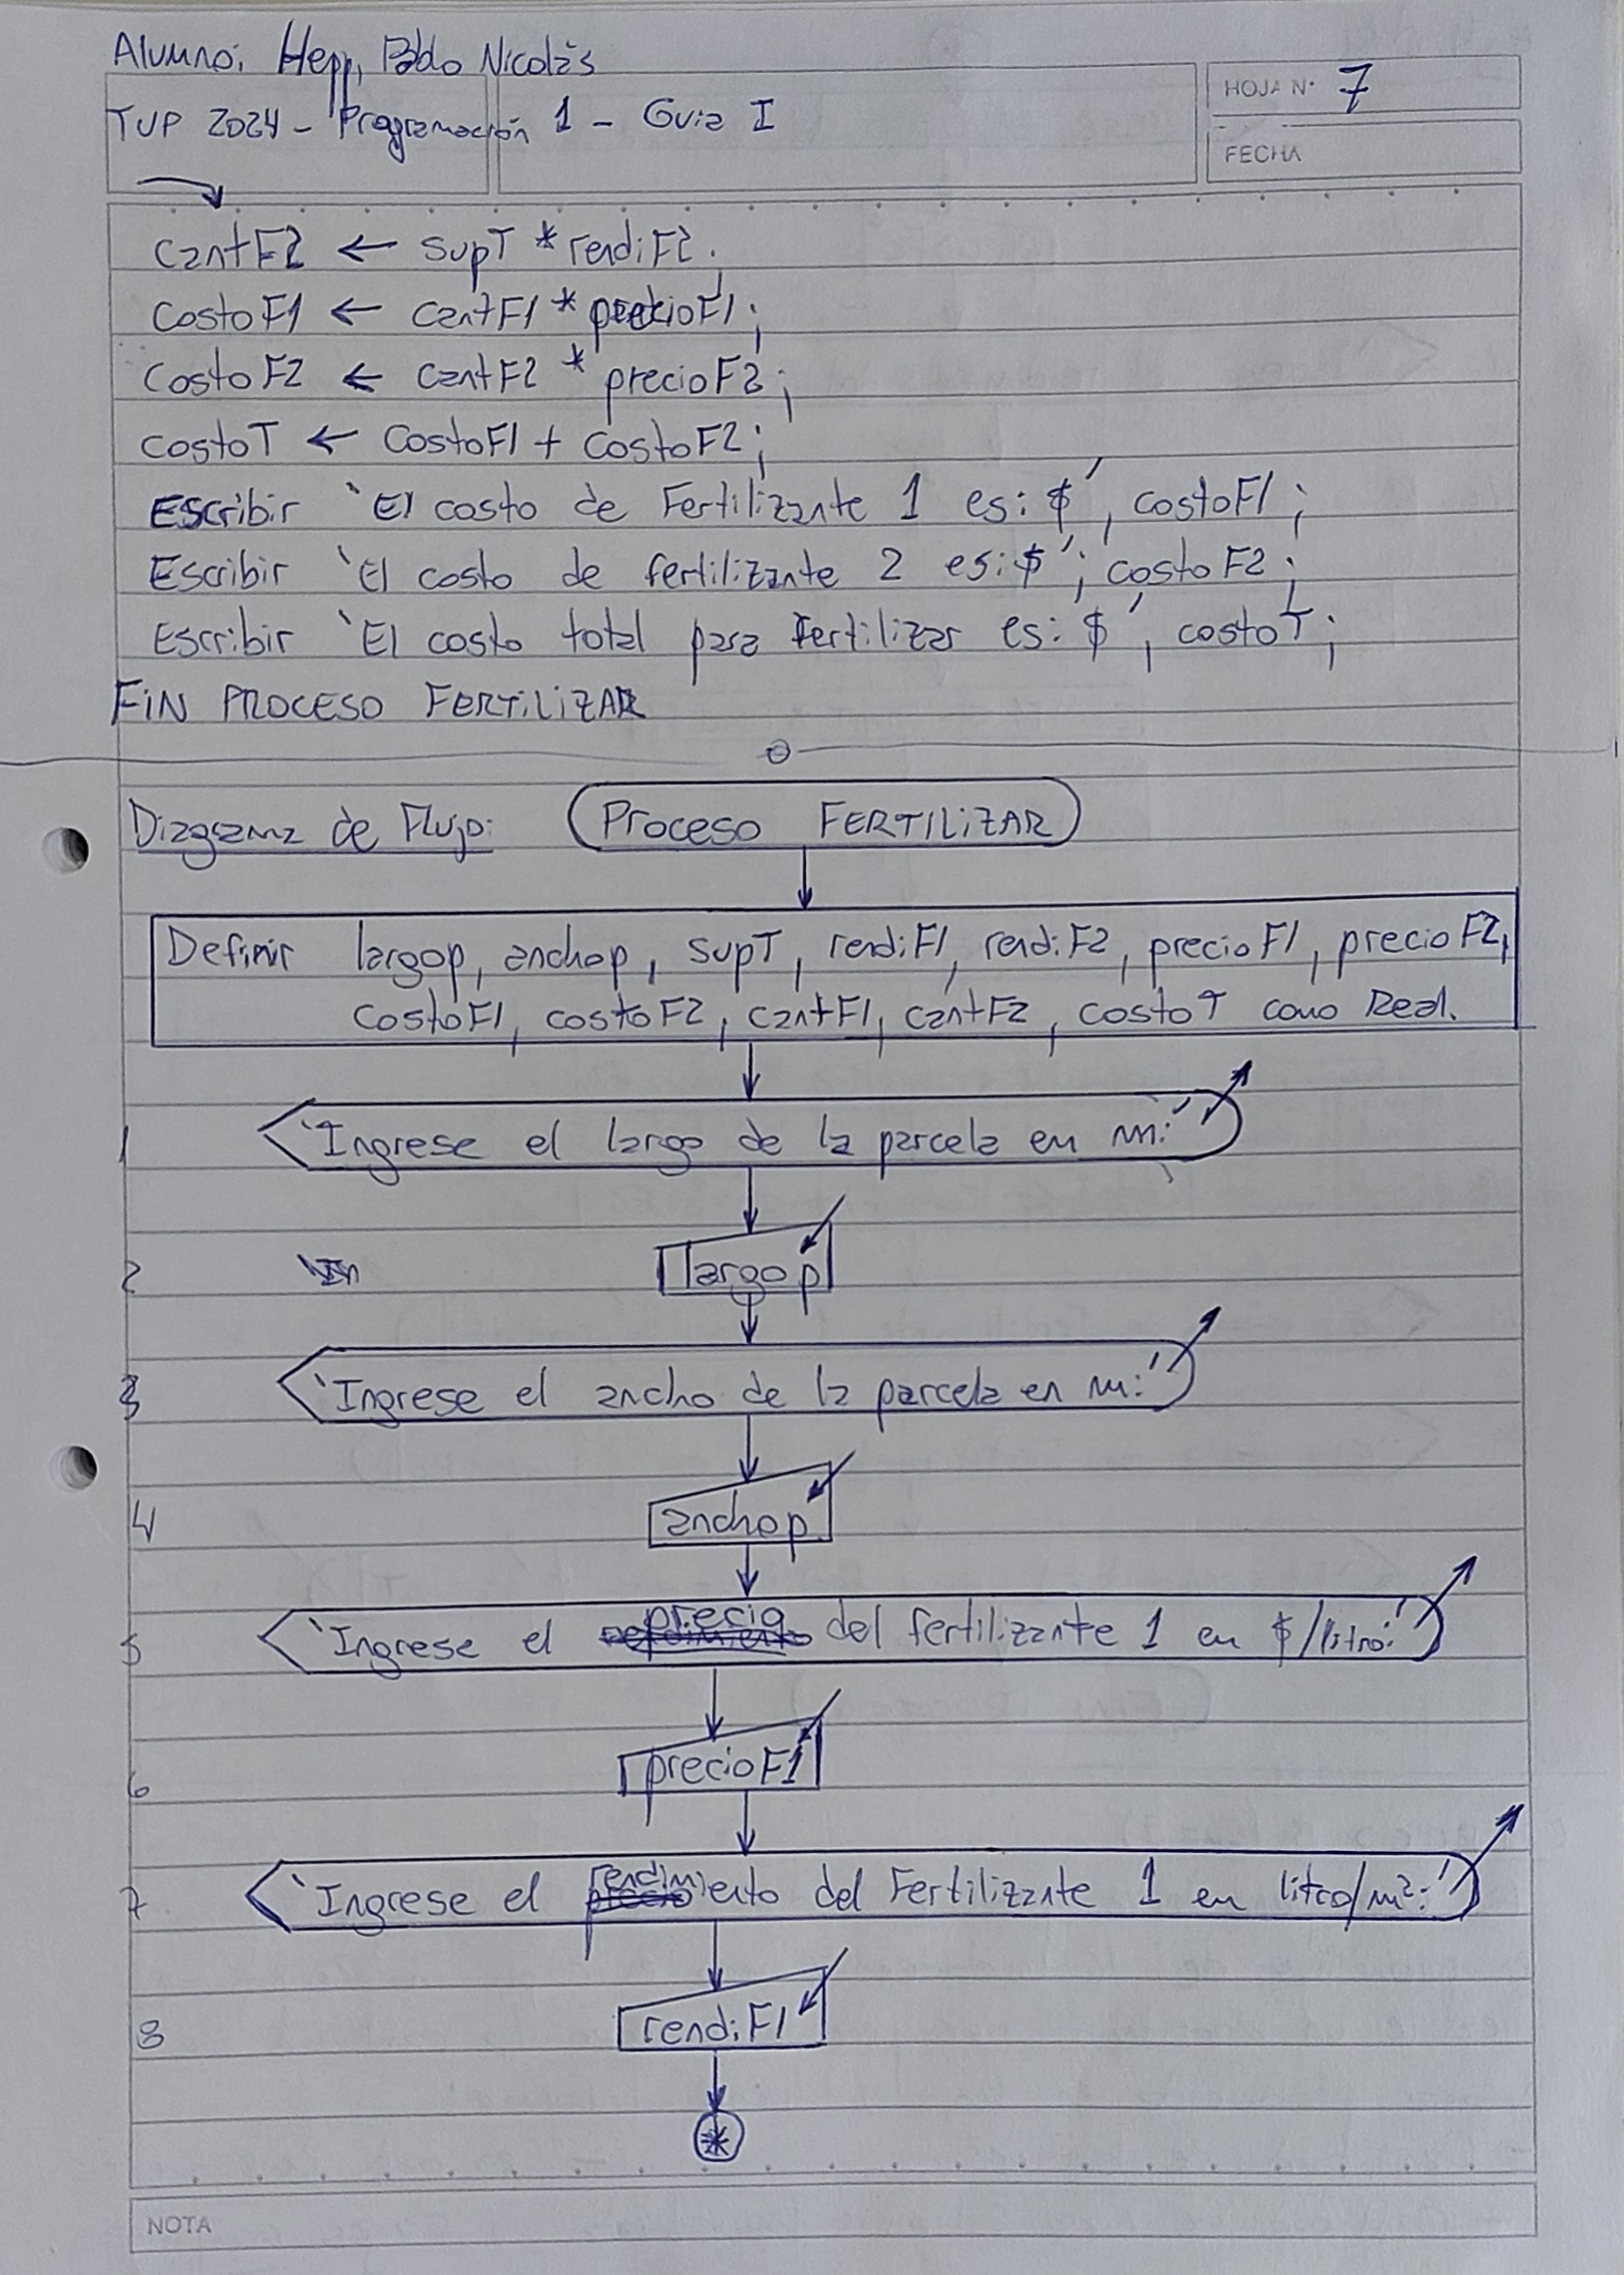 Alumno: Hepp, Pablo Nicolás
TUP 2024 - Programación 1 - Guia I
HOJA N° 7
FECHA
cantF2 ← supT * rendiF2.
CostoF1 ← cantF1 * precioF1;
CostoF2 ← cantF2 * precioF2;
costoT ← CostoF1 + CostoF2;
Escribir 'El costo de Fertilizante 1 es: $', costoF1;
Escribir 'El costo de fertilizante 2 es: $', costoF2;
Escribir 'El costo total para Fertilizar es: $', costoT;
FIN PROCESO FERTILIZAR
Diagrama de Flujo: Proceso FERTILIZAR
Definir largop, anchop, supT, rendiF1, rendiF2, precioF1, precioF2,
costoF1, costoF2, cantF1, cantF2, costoT como Real.
1 'Ingrese el largo de la parcela en m:'
2 largop
3 'Ingrese el ancho de la parcela en m:'
4 anchop
5 'Ingrese el precio del fertilizante 1 en $/litro:'
6 precioF1
7 'Ingrese el rendimiento del Fertilizante 1 en litro/m²:'
8 rendiF1
*
NOTA